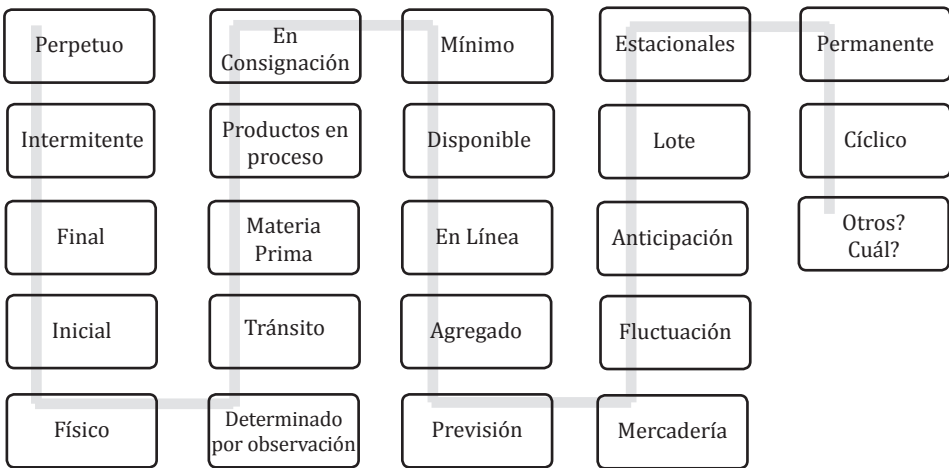 Perpetuo
Intermitente
Final
Inicial
Físico
Determinado
por observación
Tránsito
Materia
Prima
Productos en
proceso
En
Consignación
Mínimo
Disponible
En Línea
Agregado
Previsión
Mercadería
Fluctuación
Anticipación
Lote
Estacionales
Permanente
Cíclico
Otros?
Cuál?